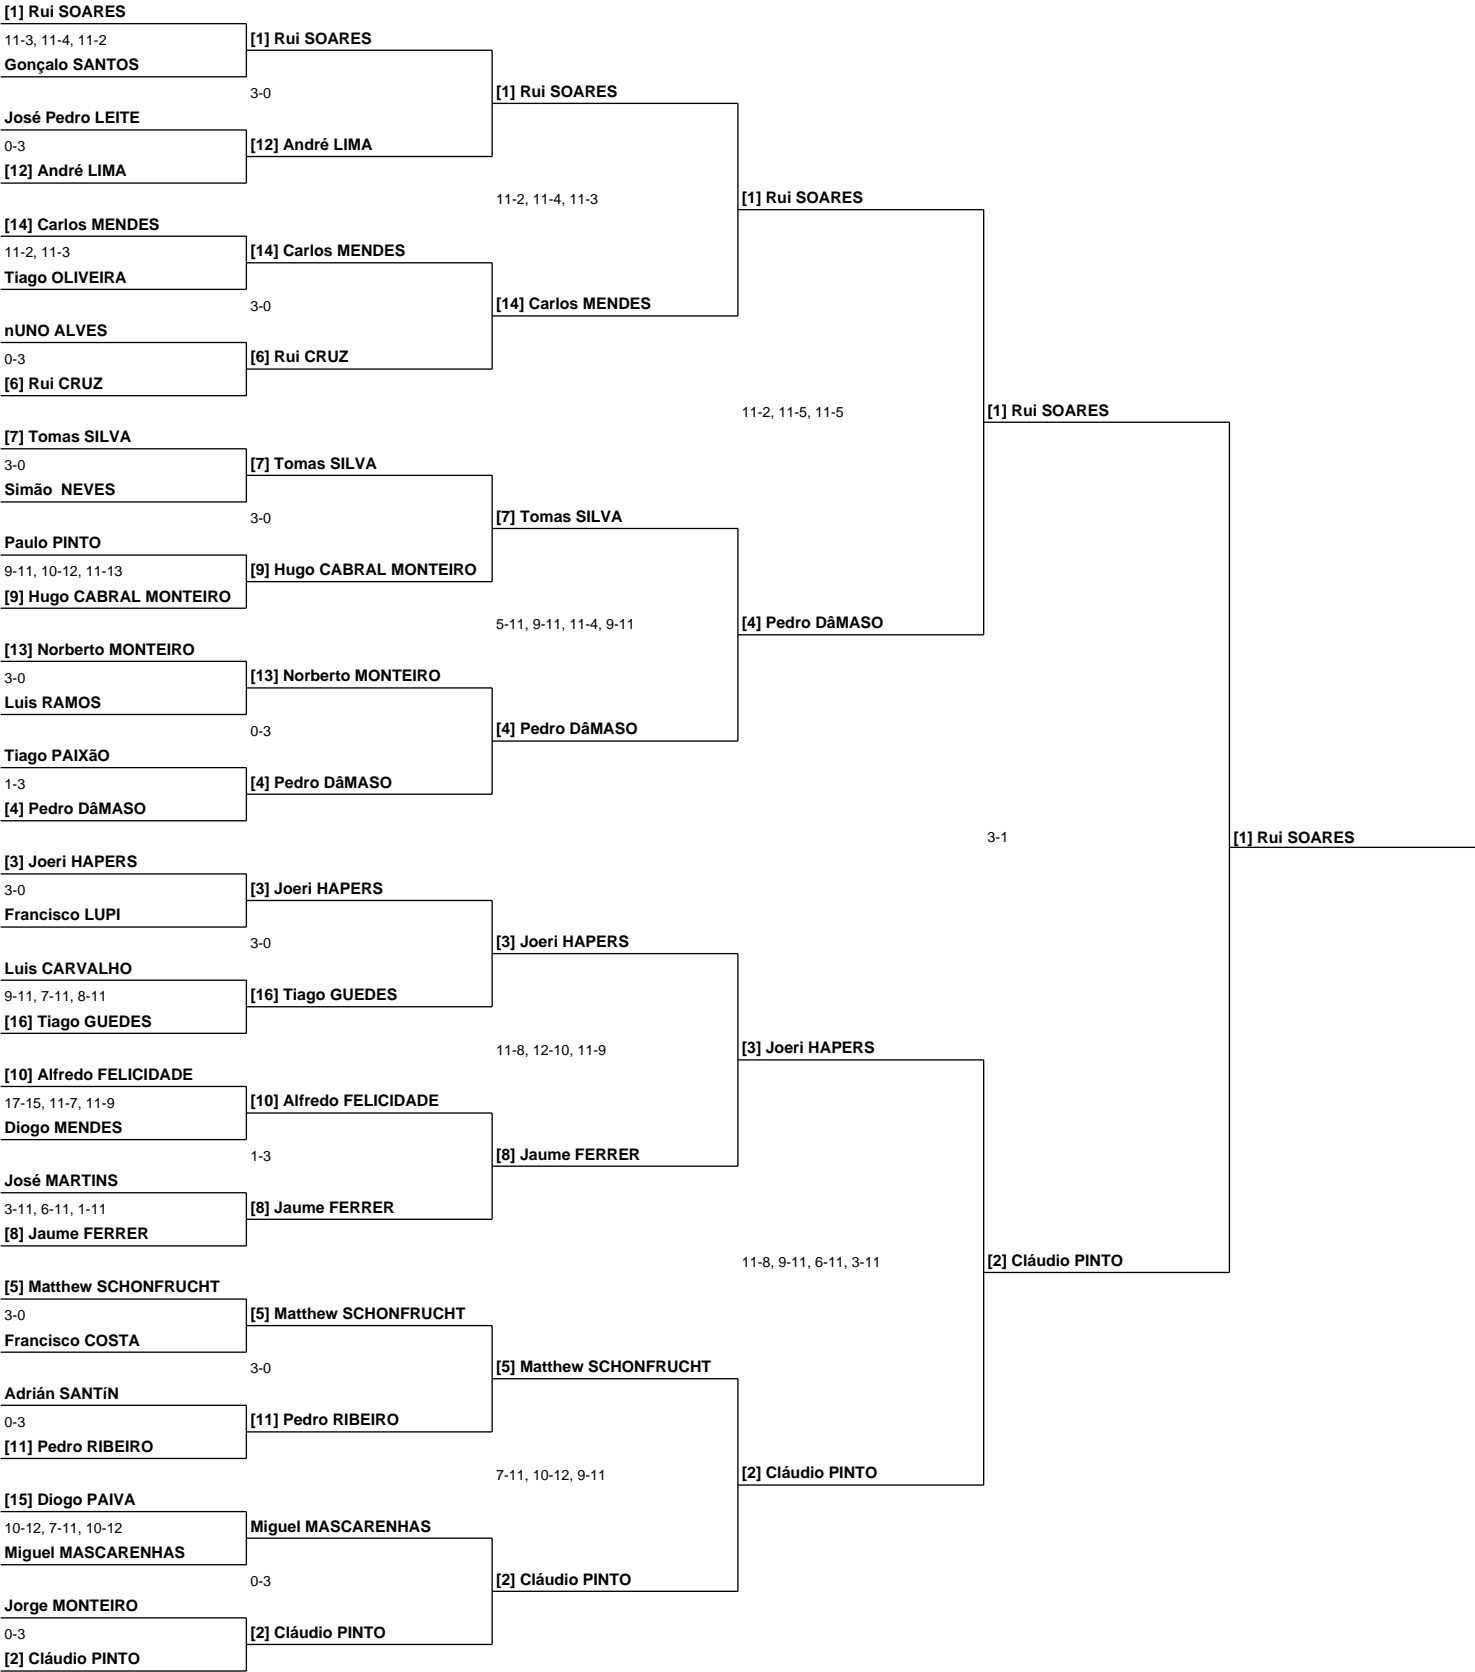 [1] Rui SOARES
11-3, 11-4, 11-2
Gonçalo SANTOS
José Pedro LEITE
0-3
[12] André LIMA
[14] Carlos MENDES
11-2, 11-3
Tiago OLIVEIRA
nUNO ALVES
0-3
[6] Rui CRUZ
[7] Tomas SILVA
3-0
Simão  NEVES
Paulo PINTO
9-11, 10-12, 11-13
[9] Hugo CABRAL MONTEIRO
[13] Norberto MONTEIRO
3-0
Luis RAMOS
Tiago PAIXãO
1-3
[4] Pedro DâMASO
[3] Joeri HAPERS
3-0
Francisco LUPI
Luis CARVALHO
9-11, 7-11, 8-11
[16] Tiago GUEDES
[10] Alfredo FELICIDADE
17-15, 11-7, 11-9
Diogo MENDES
José MARTINS
3-11, 6-11, 1-11
[8] Jaume FERRER
[5] Matthew SCHONFRUCHT
3-0
Francisco COSTA
Adrián SANTíN
0-3
[11] Pedro RIBEIRO
[15] Diogo PAIVA
10-12, 7-11, 10-12
Miguel MASCARENHAS
Jorge MONTEIRO
0-3
[2] Cláudio PINTO
[1] Rui SOARES
3-0
[12] André LIMA
[14] Carlos MENDES
3-0
[6] Rui CRUZ
[7] Tomas SILVA
3-0
[9] Hugo CABRAL MONTEIRO
[13] Norberto MONTEIRO
0-3
[4] Pedro DâMASO
[3] Joeri HAPERS
3-0
[16] Tiago GUEDES
[10] Alfredo FELICIDADE
1-3
[8] Jaume FERRER
[5] Matthew SCHONFRUCHT
3-0
[11] Pedro RIBEIRO
Miguel MASCARENHAS
0-3
[2] Cláudio PINTO
[1] Rui SOARES
11-2, 11-4, 11-3
[14] Carlos MENDES
[7] Tomas SILVA
5-11, 9-11, 11-4, 9-11
[4] Pedro DâMASO
[3] Joeri HAPERS
11-8, 12-10, 11-9
[8] Jaume FERRER
[5] Matthew SCHONFRUCHT
7-11, 10-12, 9-11
[2] Cláudio PINTO
[1] Rui SOARES
11-2, 11-5, 11-5
[4] Pedro DâMASO
[3] Joeri HAPERS
11-8, 9-11, 6-11, 3-11
[2] Cláudio PINTO
[1] Rui SOARES
3-1
[2] Cláudio PINTO
[1] Rui SOARES